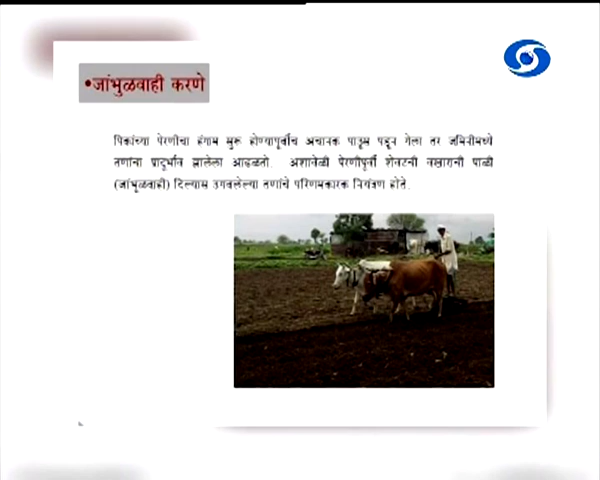 •जांभुळवाही करणे
पिकांच्या पेरणीचा हंगाम सुरू होण्यापूर्वीच अचानक पाऊस पडून गेला तर जमिनीमध्ये
तणांचा प्रादुर्भाव झालेला आढळतो. अशावेळी पेरणीपूर्वी शेवटची वखराची पाळी
(जांभूळवाही) दिल्यास उगवलेल्या तणांचे परिणामकारक नियंत्रण होते.